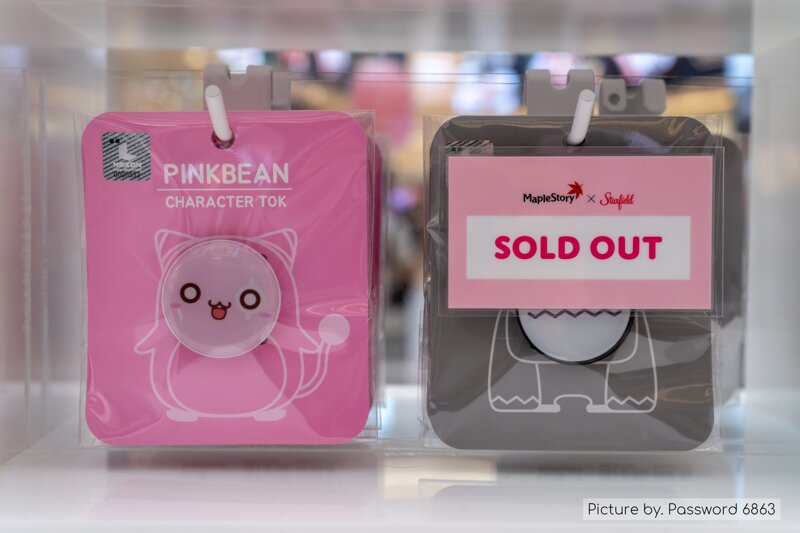 PINKBEAN
CHARACTER TOK
MapleStory × Starfield
SOLD OUT
Picture by. Password 6863